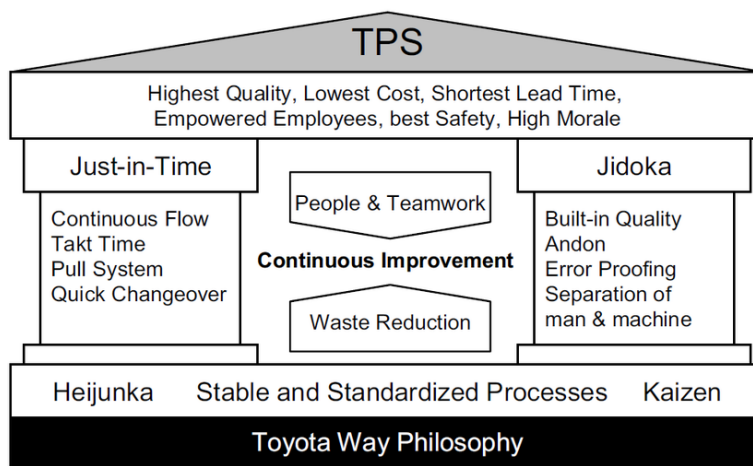 TPS
Highest Quality, Lowest Cost, Shortest Lead Time,
Empowered Employees, best Safety, High Morale
Just-in-Time
Continuous Flow
Takt Time
Pull System
Quick Changeover
People & Teamwork
Continuous Improvement
Waste Reduction
Jidoka
Built-in Quality
Andon
Error Proofing
Separation of
man & machine
Heijunka Stable and Standardized Processes Kaizen
Toyota Way Philosophy